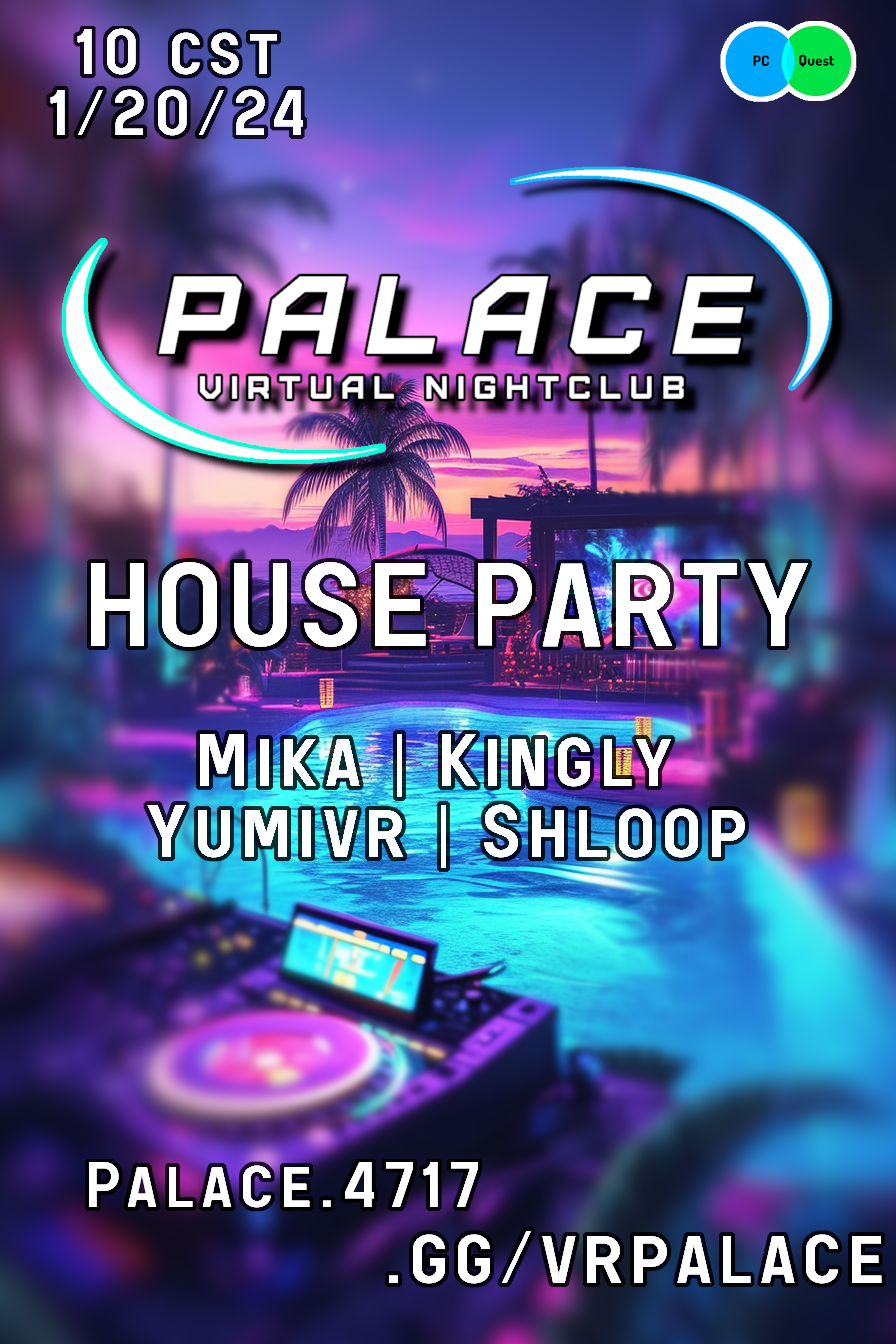 10 CST
1/20/24
PC Quest
PALACE
VIRTUAL NIGHTCLUB
HOUSE PARTY
MIKA | KINGLY
YUMIVR | SHLOOP
PALACE.4717
.GG/VRPALACE